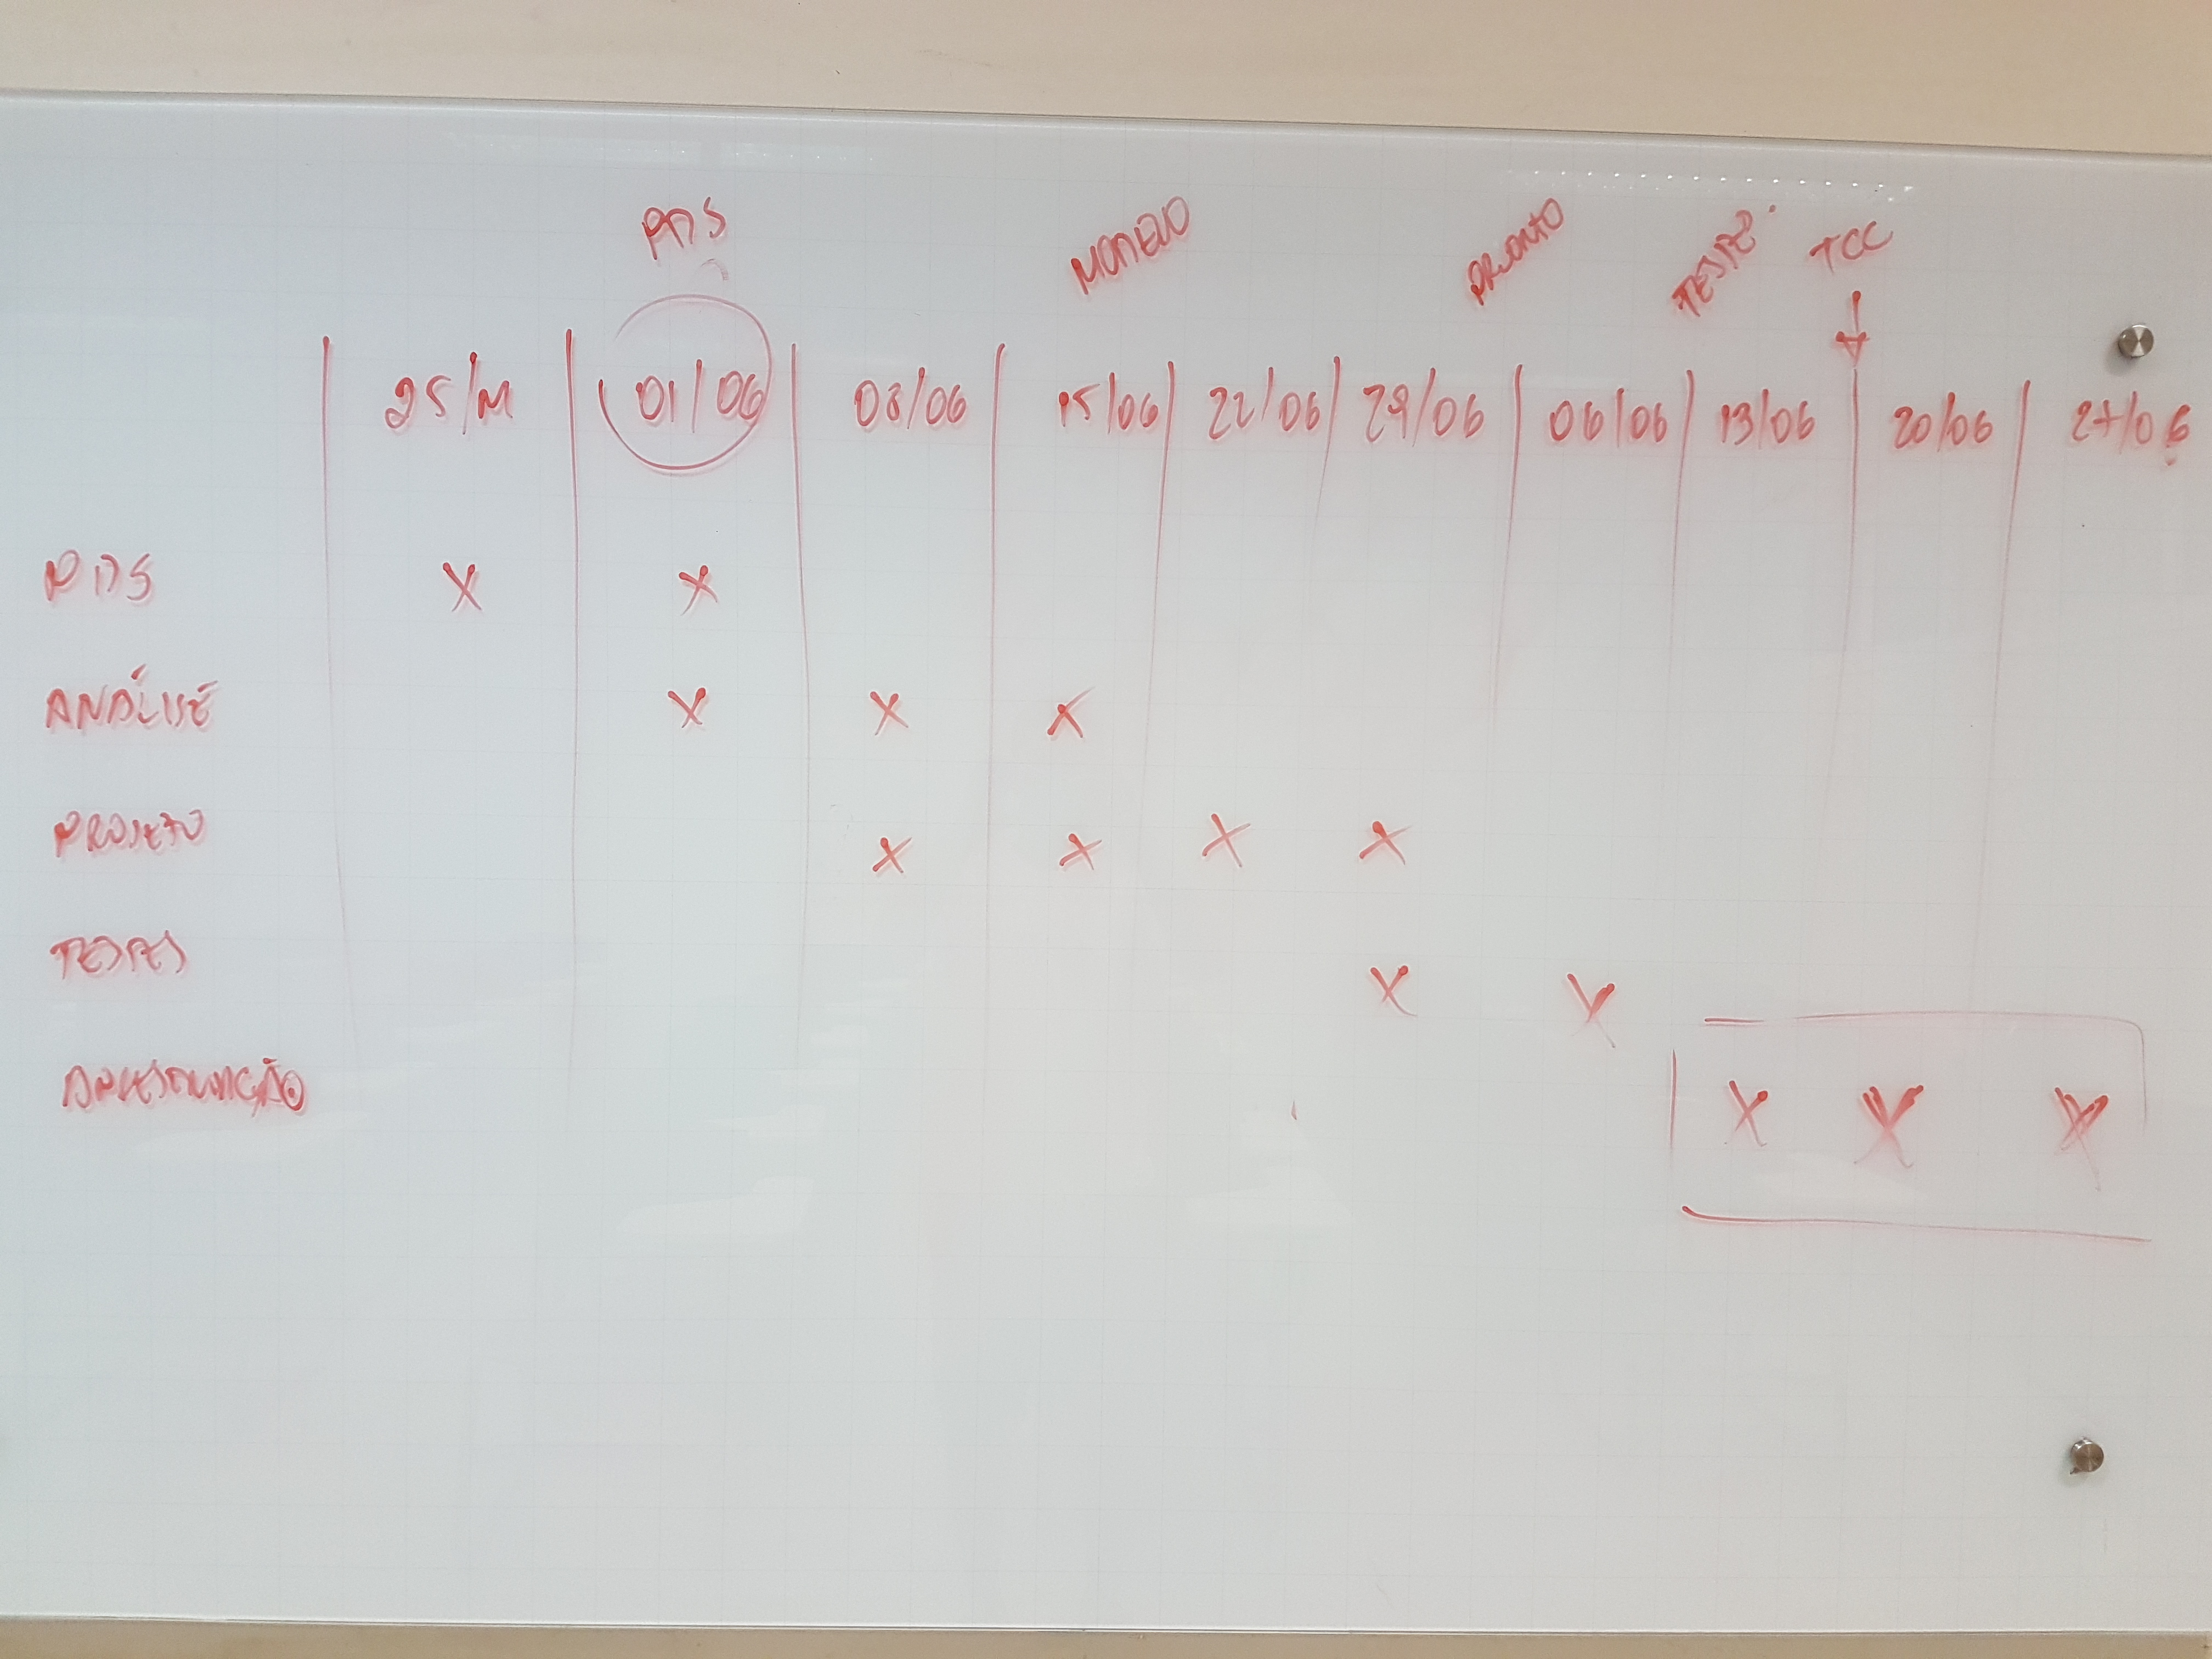 PDS MODELO PRONTO TESTE TCC
25/M 01/06 08/06 15/06 22/06 29/06 06/06 13/06 20/06 27/06
PDS X X
ANÁLISE X X X
PROJETO X X X X
TESTES X X
APRESENTAÇÃO X X X